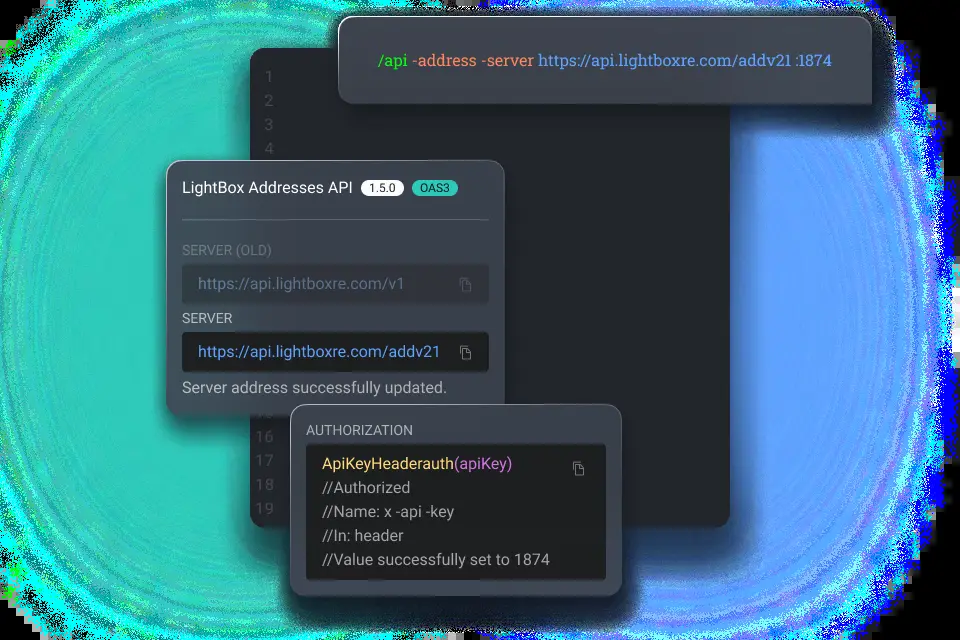 /api -address -server https://api.lightboxre.com/addv21 :1874
1
2
3
4
LightBox Addresses API 1.5.0 OAS3
SERVER (OLD)
https://api.lightboxre.com/v1
SERVER
https://api.lightboxre.com/addv21
Server address successfully updated.
16
17
18
19
AUTHORIZATION
ApiKeyHeaderauth(apiKey)
//Authorized
//Name: x -api -key
//In: header
//Value successfully set to 1874